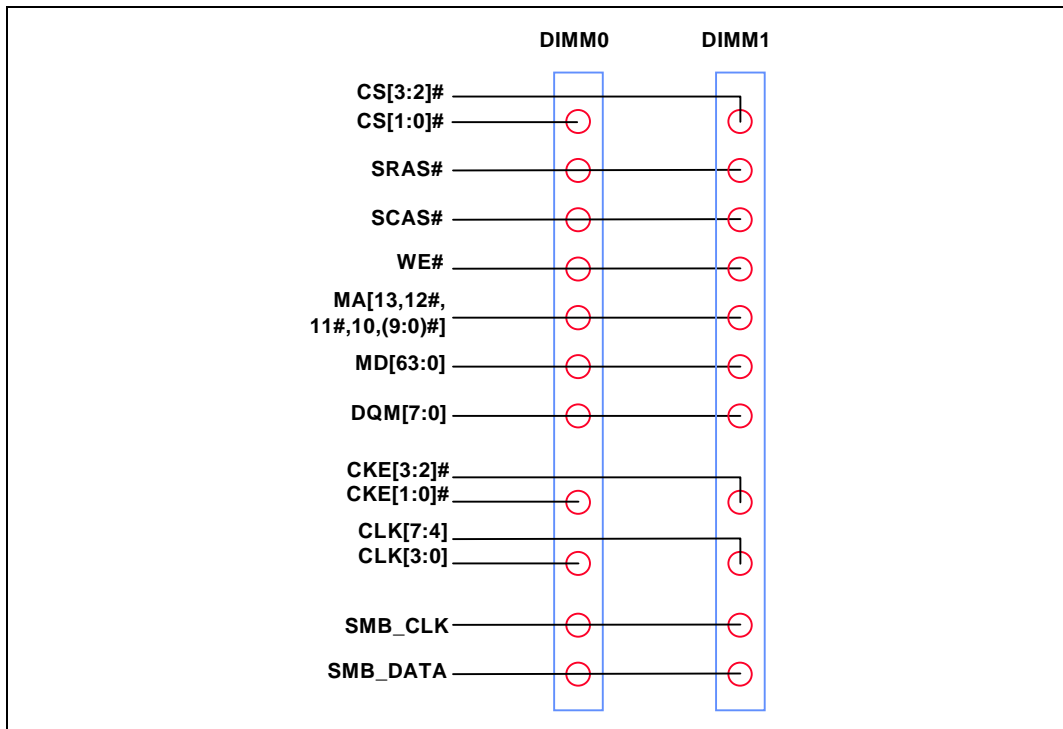 DIMM0 DIMM1
CS[3:2]#
CS[1:0]#
SRAS#
SCAS#
WE#
MA[13,12#,
11#,10,(9:0)#]
MD[63:0]
DQM[7:0]
CKE[3:2]#
CKE[1:0]#
CLK[7:4]
CLK[3:0]
SMB_CLK
SMB_DATA